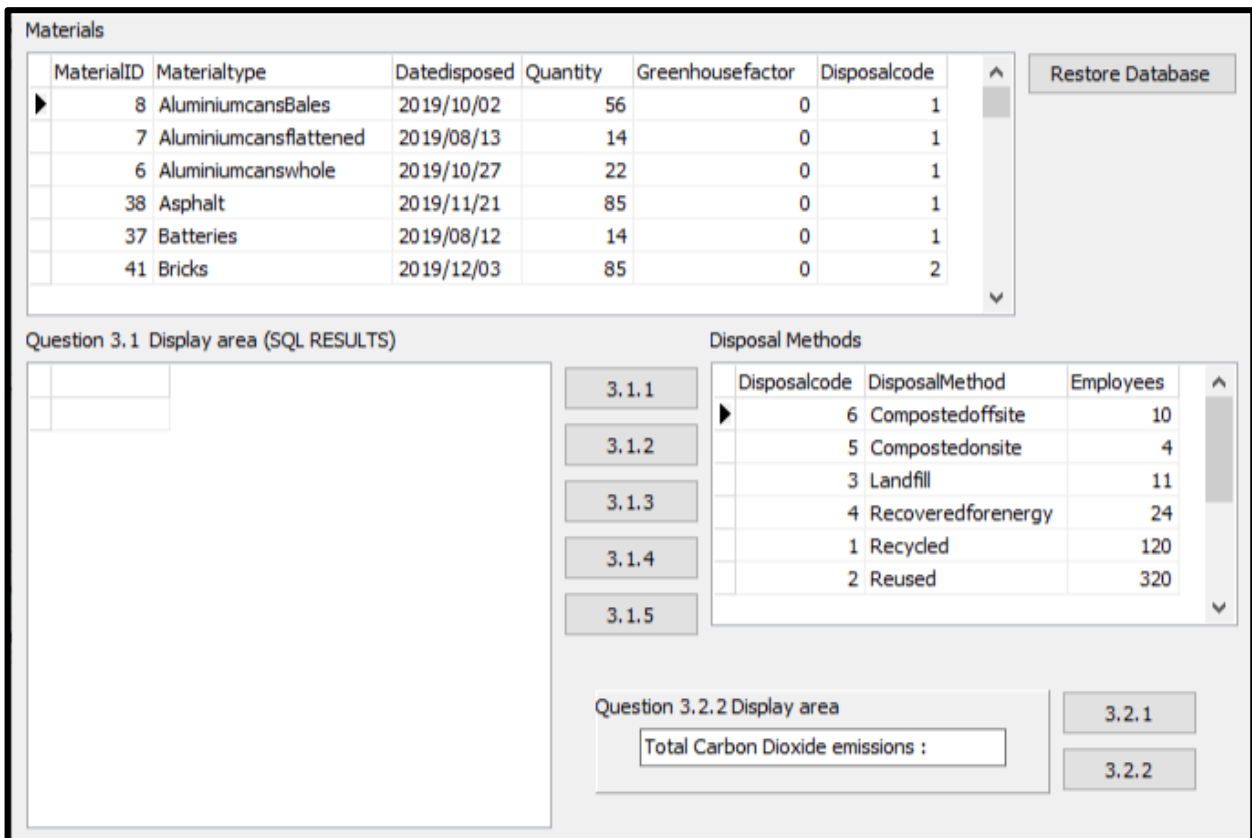 Materials
MaterialID Materialtype Datedisposed Quantity Greenhousefactor Disposalcode
Restore Database
8 AluminiumcansBales 2019/10/02 56 0 1
7 Aluminiumcansflattened 2019/08/13 14 0 1
6 Aluminiumcanswhole 2019/10/27 22 0 1
38 Asphalt 2019/11/21 85 0 1
37 Batteries 2019/08/12 14 0 1
41 Bricks 2019/12/03 85 0 2
Question 3.1 Display area (SQL RESULTS)
3.1.1
3.1.2
3.1.3
3.1.4
3.1.5
Disposal Methods
Disposalcode DisposalMethod Employees
6 Compostedoffsite 10
5 Compostedonsite 4
3 Landfill 11
4 Recoveredforenergy 24
1 Recycled 120
2 Reused 320
Question 3.2.2 Display area
Total Carbon Dioxide emissions :
3.2.1
3.2.2